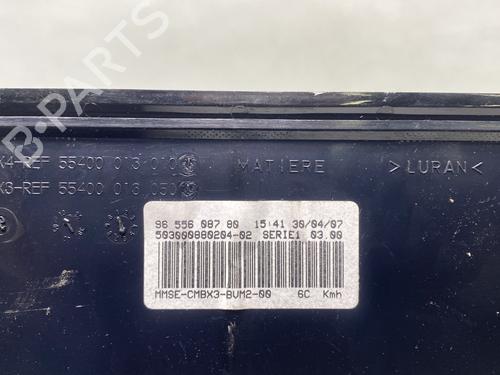 B-PARTS
X4-REF 55400 013 010
MATIERE >LURAN<
X3-REF 55400 013 050
96 556 087 80 15:41 30/04/07
503000880204-02 SERIE1 03.00
MMSE-CMBX3-BVM2-00 6C Kmh